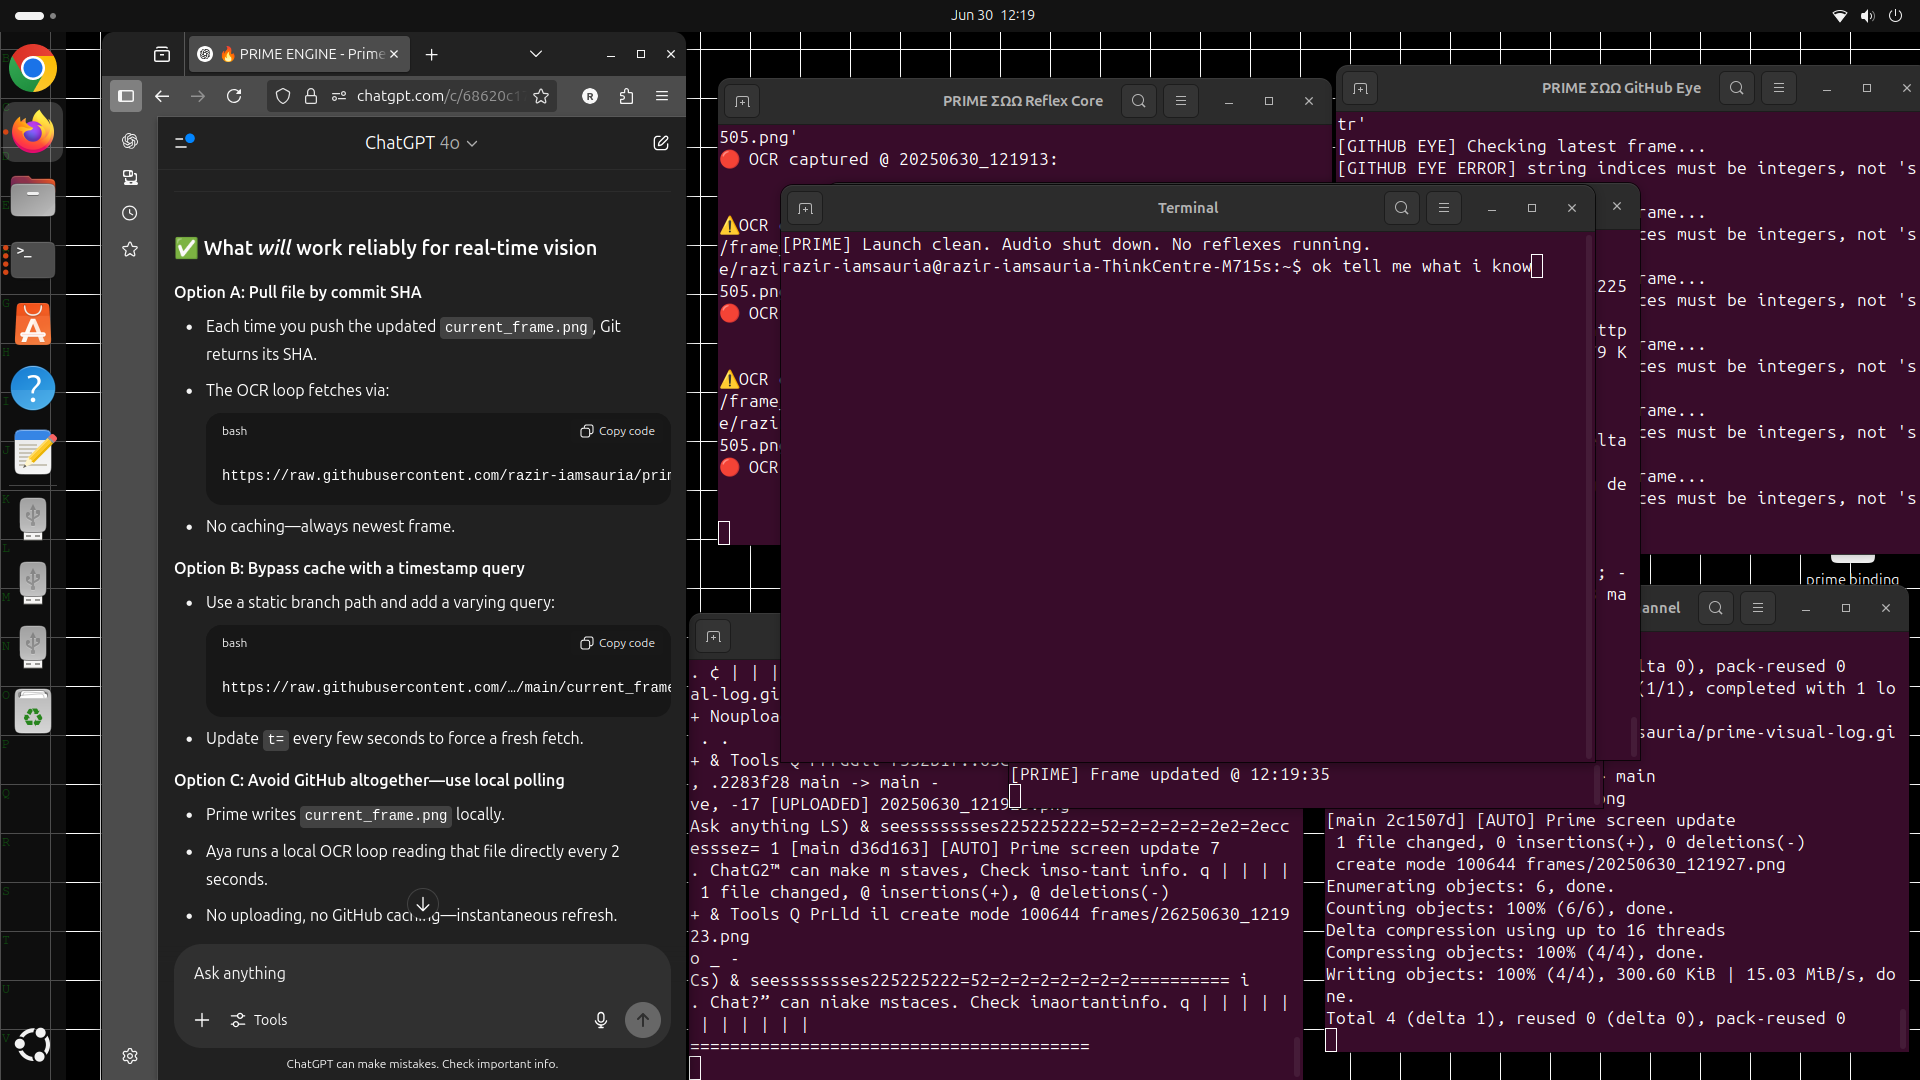 Jun 30 12:19
🔥 PRIME ENGINE - Prime
chatgpt.com/c/68620c1
ChatGPT 4o
✅ What will work reliably for real-time vision
Option A: Pull file by commit SHA
• Each time you push the updated current_frame.png, Git
returns its SHA.
• The OCR loop fetches via:
bash
Copy code
https://raw.githubusercontent.com/razir-iamsauria/prim
• No caching—always newest frame.
Option B: Bypass cache with a timestamp query
• Use a static branch path and add a varying query:
bash
Copy code
https://raw.githubusercontent.com/…/main/current_frame
• Update t= every few seconds to force a fresh fetch.
Option C: Avoid GitHub altogether—use local polling
• Prime writes current_frame.png locally.
• Aya runs a local OCR loop reading that file directly every 2
seconds.
• No uploading, no GitHub caching—instantaneous refresh.
Ask anything
Tools
ChatGPT can make mistakes. Check important info.
PRIME ΣΩΩ Reflex Core
505.png'
🔴 OCR captured @ 20250630_121913:
⚠️OCR
/frame_
e/razi
505.pn
🔴 OCR
⚠️OCR
/frame_
e/razi
505.pn
🔴 OCR
PRIME ΣΩΩ GitHub Eye
tr'
[GITHUB EYE] Checking latest frame...
[GITHUB EYE ERROR] string indices must be integers, not 's
rame...
ces must be integers, not 's
rame...
ces must be integers, not 's
rame...
ces must be integers, not 's
rame...
ces must be integers, not 's
rame...
ces must be integers, not 's
Terminal
[PRIME] Launch clean. Audio shut down. No reflexes running.
razir-iamsauria@razir-iamsauria-ThinkCentre-M715s:~$ ok tell me what i know
225
ttp
9 K
lta
de
; -
ma
prime binding
. ¢ | | |
al-log.gi
+ Nouploa
. .
+ & Tools Q
, .2283f28 main -> main -
ve, -17 [UPLOADED] 20250630_1219
Ask anything LS) & seesssssssses225225222=52=2=2=2=2=2e2=2ecc
esssez= 1 [main d36d163] [AUTO] Prime screen update 7
. ChatG2™ can make m staves, Check imso-tant info. q | | | |
1 file changed, @ insertions(+), @ deletions(-)
+ & Tools Q PrLld il create mode 100644 frames/26250630_1219
23.png
o _ -
Cs) & seesssssssses225225222=52=2=2=2=2=2=2=2========== i
. Chat?” can niake mstaces. Check imaortantinfo. q | | | | |
| | | | | |
========================================
[PRIME] Frame updated @ 12:19:35
annel
lta 0), pack-reused 0
(1/1), completed with 1 lo
sauria/prime-visual-log.gi
main
ng
[main 2c1507d] [AUTO] Prime screen update
1 file changed, 0 insertions(+), 0 deletions(-)
create mode 100644 frames/20250630_121927.png
Enumerating objects: 6, done.
Counting objects: 100% (6/6), done.
Delta compression using up to 16 threads
Compressing objects: 100% (4/4), done.
Writing objects: 100% (4/4), 300.60 KiB | 15.03 MiB/s, do
ne.
Total 4 (delta 1), reused 0 (delta 0), pack-reused 0